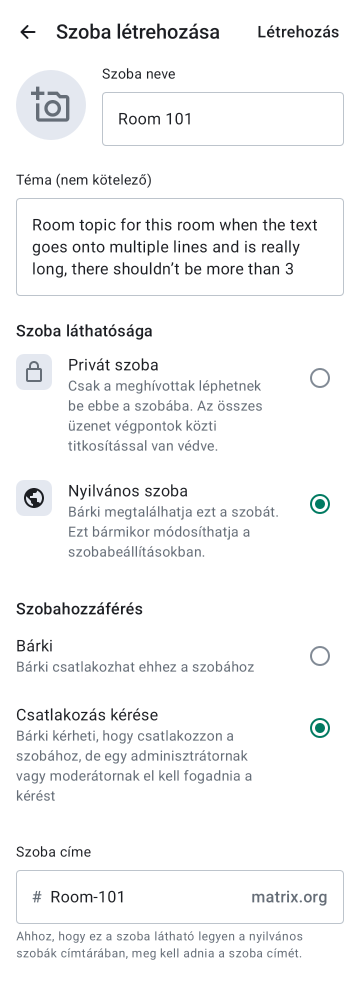 Szoba létrehozása
Létrehozás
Szoba neve
Room 101
Téma (nem kötelező)
Room topic for this room when the text
goes onto multiple lines and is really
long, there shouldn’t be more than 3
Szoba láthatósága
Privát szoba
Csak a meghívottak léphetnek
be ebbe a szobába. Az összes
üzenet végpontok közti
titkosítással van védve.
Nyilvános szoba
Bárki megtalálhatja ezt a szobát.
Ezt bármikor módosíthatja a
szobabeállításokban.
Szobahozzáférés
Bárki
Bárki csatlakozhat ehhez a szobához
Csatlakozás kérése
Bárki kérheti, hogy csatlakozzon a
szobához, de egy adminisztrátornak
vagy moderátornak el kell fogadnia a
kérést
Szoba címe
# Room-101 matrix.org
Ahhoz, hogy ez a szoba látható legyen a nyilvános
szobák címtárában, meg kell adnia a szoba címét.